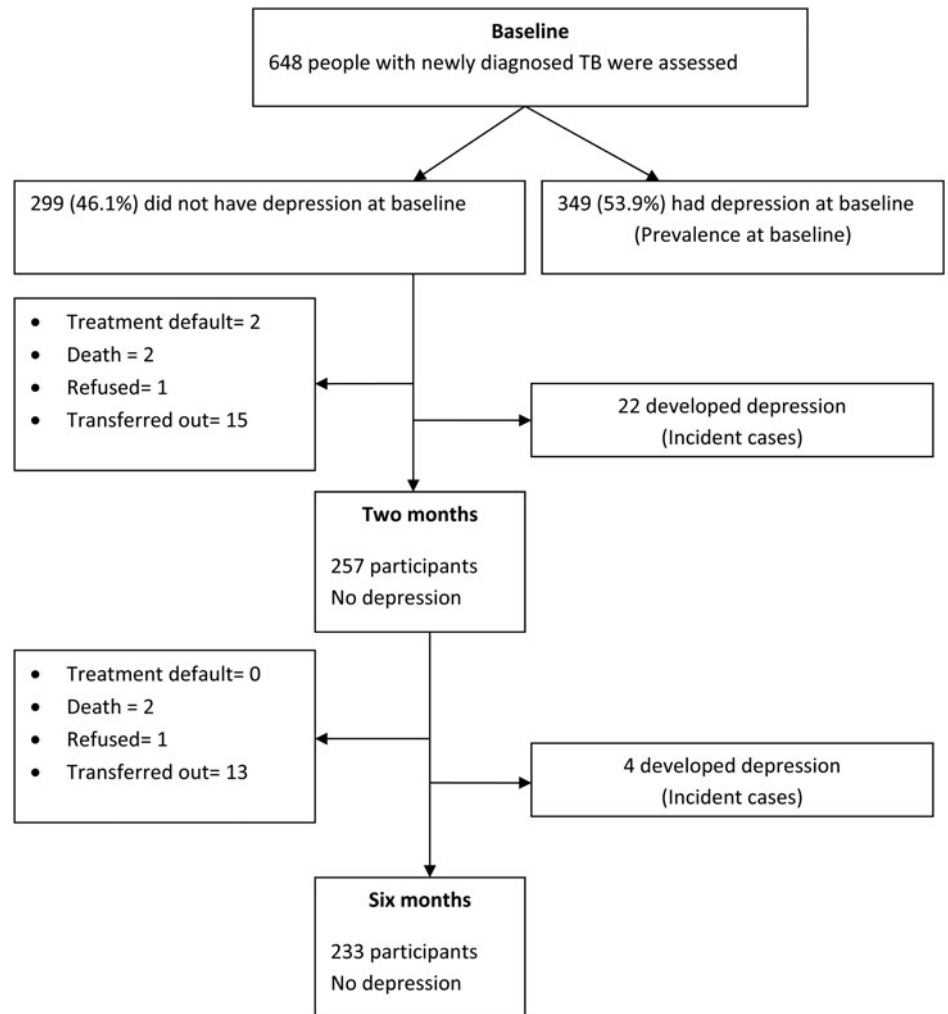 Baseline
648 people with newly diagnosed TB were assessed
299 (46.1%) did not have depression at baseline
349 (53.9%) had depression at baseline
(Prevalence at baseline)
• Treatment default= 2
• Death = 2
• Refused= 1
• Transferred out= 15
22 developed depression
(Incident cases)
Two months
257 participants
No depression
• Treatment default= 0
• Death = 2
• Refused= 1
• Transferred out= 13
4 developed depression
(Incident cases)
Six months
233 participants
No depression